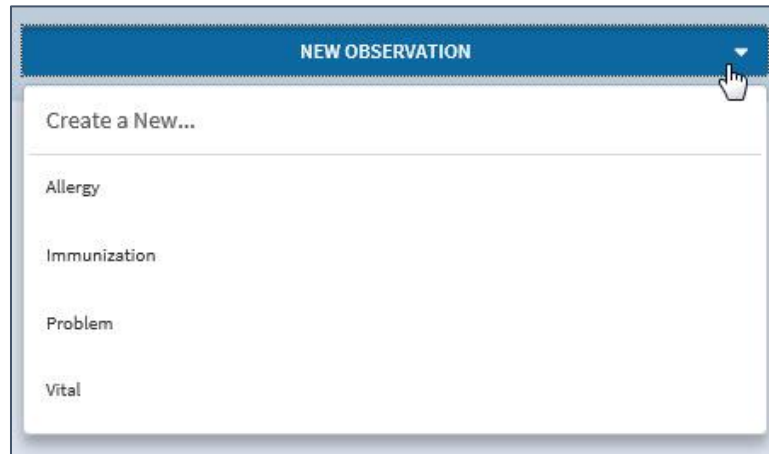 NEW OBSERVATION
Create a New...
Allergy
Immunization
Problem
Vital